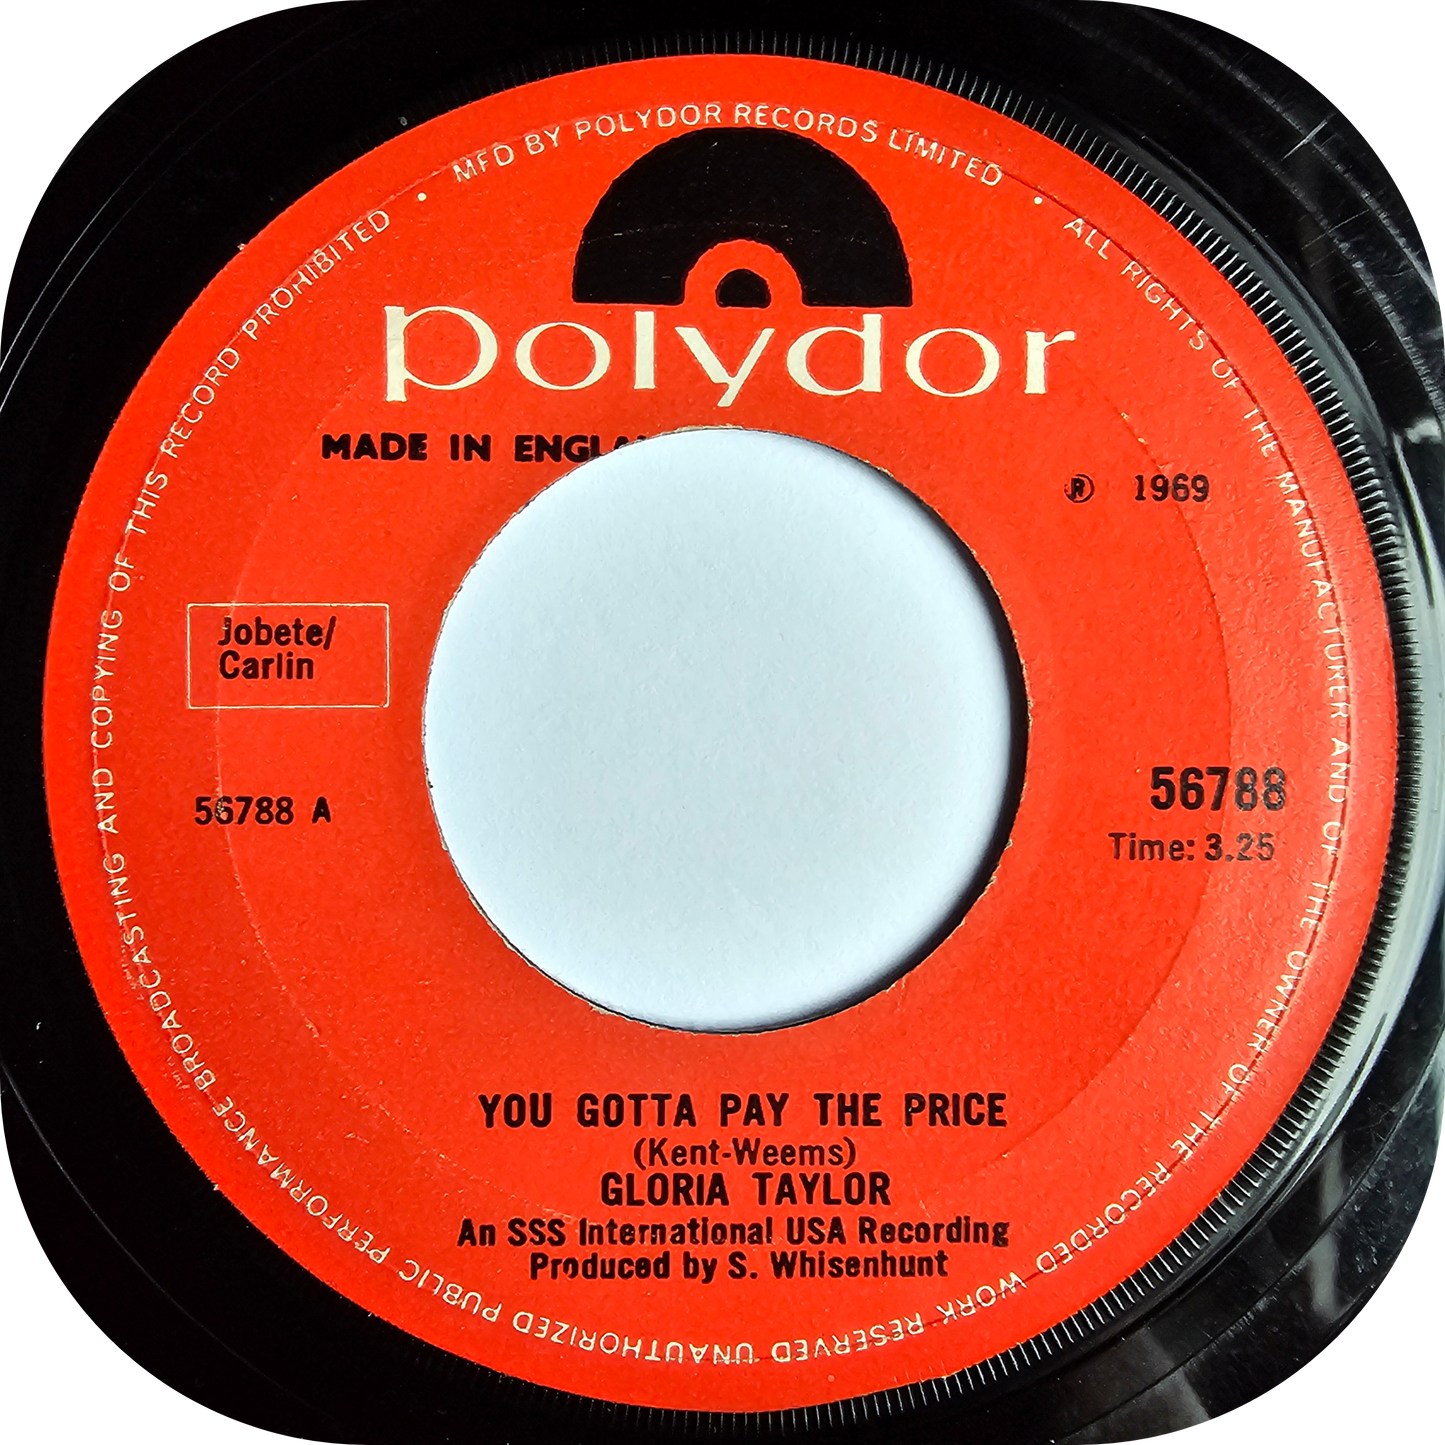 MFD BY POLYDOR RECORDS LIMITED • ALL RIGHTS OF THE MANUFACTURER AND OF THE OWNER OF THE RECORDED WORK RESERVED UNAUTHORIZED PUBLIC PERFORMANCE BROADCASTING AND COPYING OF THIS RECORD PROHIBITED •
polydor
MADE IN
℗ 1969
Jobete/
Carlin
56788
56788 A
Time: 3.25
YOU GOTTA PAY THE PRICE
(Kent-Weems)
GLORIA TAYLOR
An SSS International USA Recording
Produced by S. Whisenhunt